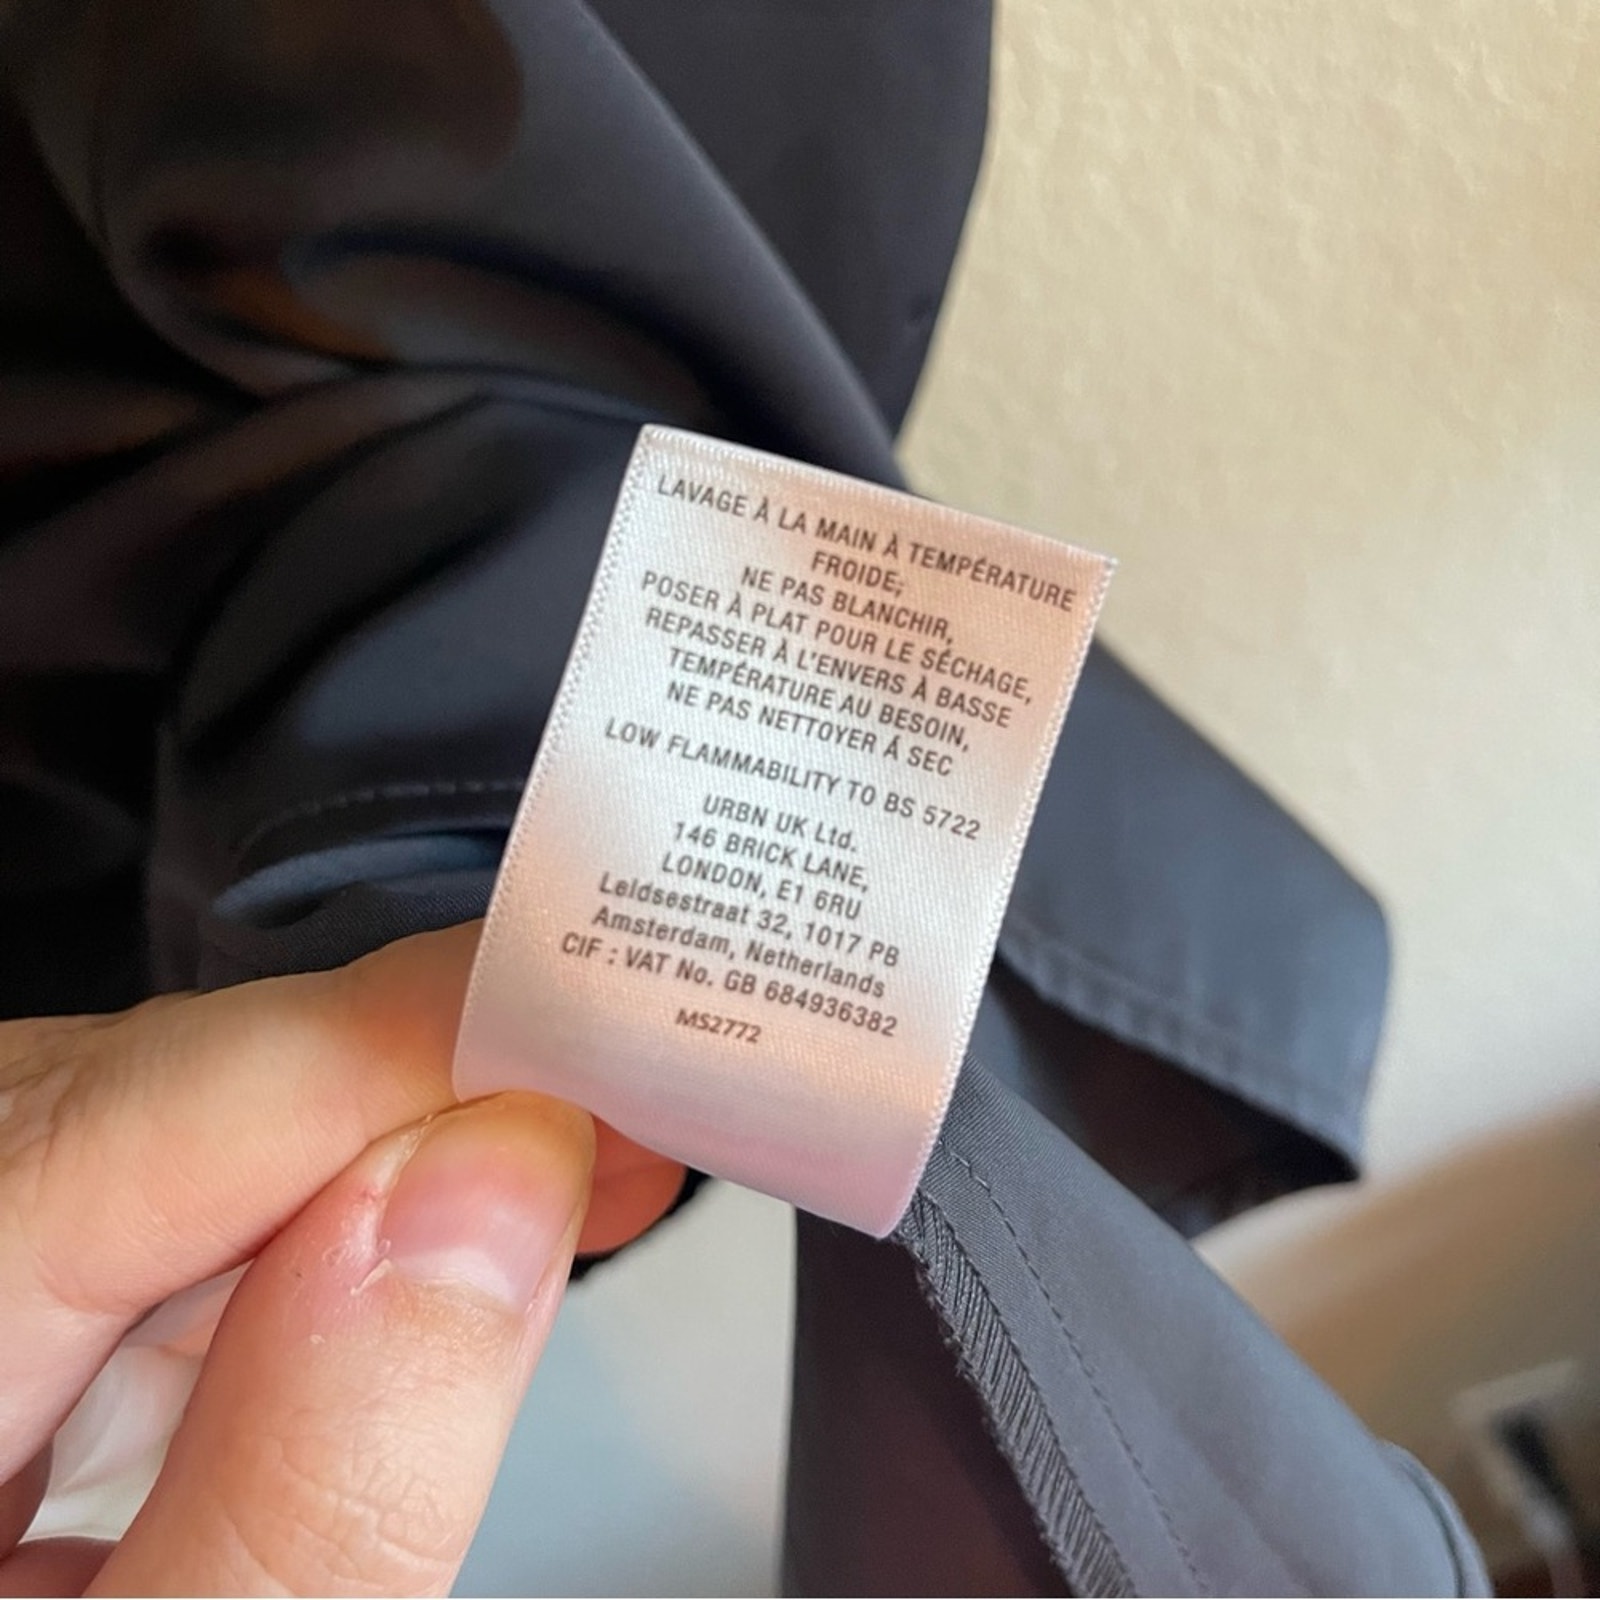 LAVAGE À LA MAIN À TEMPÉRATURE
FROIDE;
NE PAS BLANCHIR,
POSER À PLAT POUR LE SÉCHAGE,
REPASSER À L'ENVERS À BASSE
TEMPÉRATURE AU BESOIN,
NE PAS NETTOYER Á SEC
LOW FLAMMABILITY TO BS 5722
URBN UK Ltd.
146 BRICK LANE,
LONDON, E1 6RU
Leidsestraat 32, 1017 PB
Amsterdam, Netherlands
CIF : VAT No. GB 684936382
MS2772